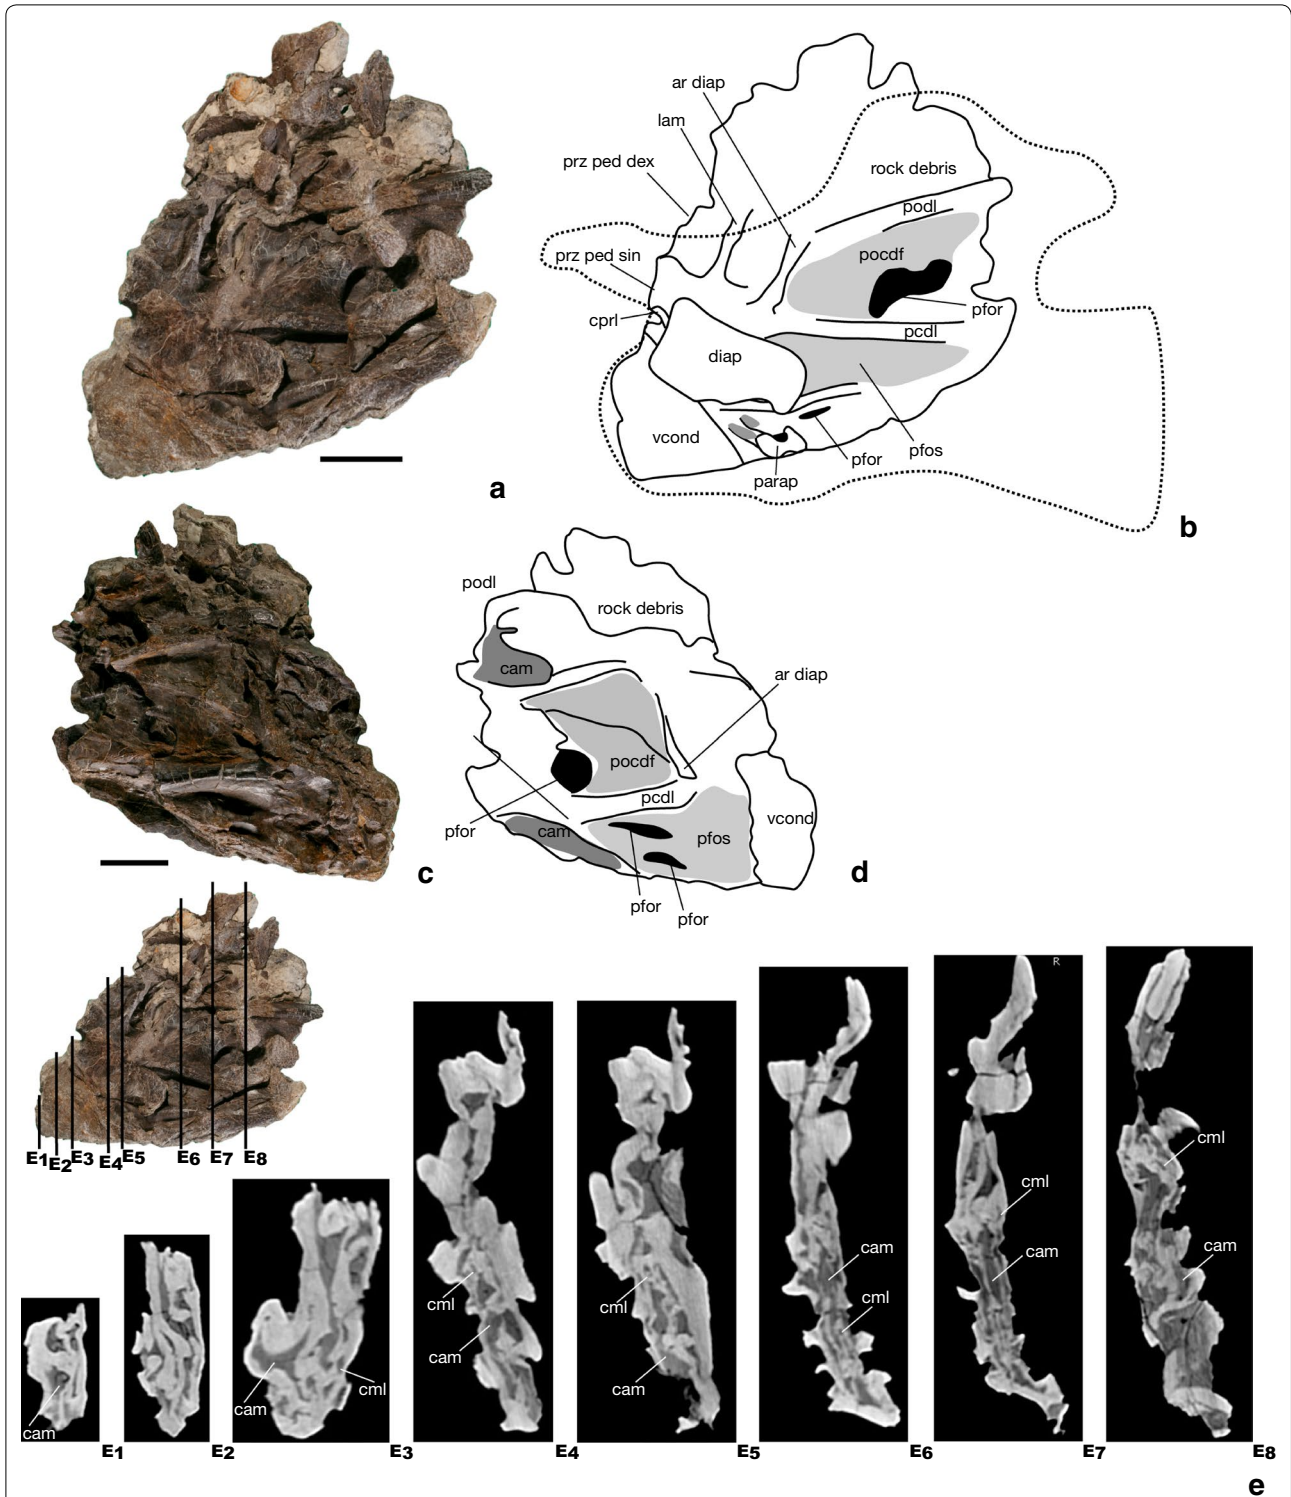 ar diap
lam
prz ped dex
rock debris
podl
prz ped sin
pocdf
cprl
pfor
pcdl
diap
vcond
pfor
pfos
parap
a
b
podl
rock debris
cam
ar diap
pocdf
pcdl
pfor
cam
pfos
vcond
pfor
pfor
c
d
R
E1 E2 E3 E4 E5 E6 E7 E8
cml
cml
cam
cam
cam
cml
cml
cml
cam
cam
cml
cam
cam
cam
E1
E2
E3
E4
E5
E6
E7
E8
e